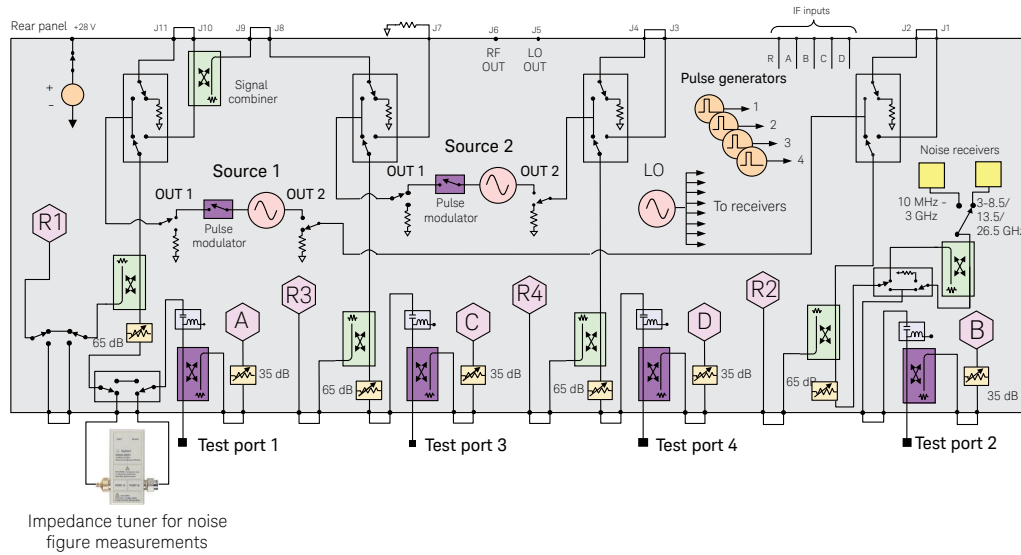 Rear panel
+28 V
J11
J10
J9
J8
J7
J6
J5
J4
J3
IF inputs
J2
J1
RF
OUT
LO
OUT
R
A
B
C
D
+
-
Signal
combiner
Pulse generators
1
2
3
4
Source 1
OUT 1
OUT 2
Pulse
modulator
Source 2
OUT 1
OUT 2
Pulse
modulator
LO
To receivers
Noise receivers
10 MHz -
3 GHz
3-8.5/
13.5/
26.5 GHz
R1
65 dB
A
35 dB
R3
65 dB
C
35 dB
R4
65 dB
D
35 dB
R2
65 dB
B
35 dB
Test port 1
Test port 3
Test port 4
Test port 2
Impedance tuner for noise
figure measurements